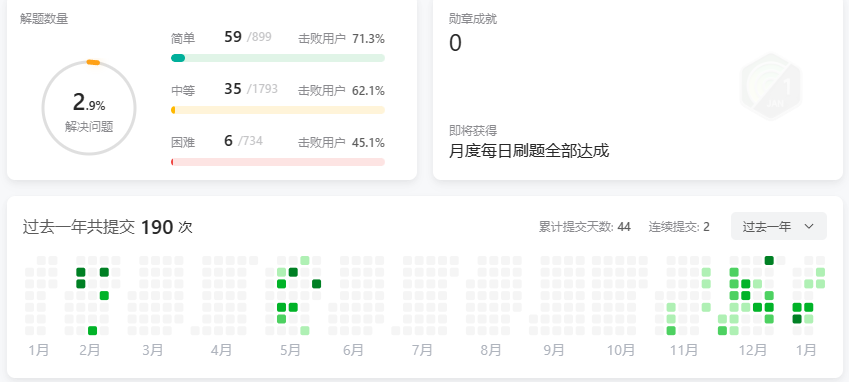 解题数量
简单 59 /899 击败用户 71.3%
中等 35 /1793 击败用户 62.1%
困难 6 /734 击败用户 45.1%
2.9%
解决问题
勋章成就
0
即将获得
月度每日刷题全部达成
1
JAN
过去一年共提交 190 次 累计提交天数: 44 连续提交: 2 过去一年
1月 2月 3月 4月 5月 6月 7月 8月 9月 10月 11月 12月 1月